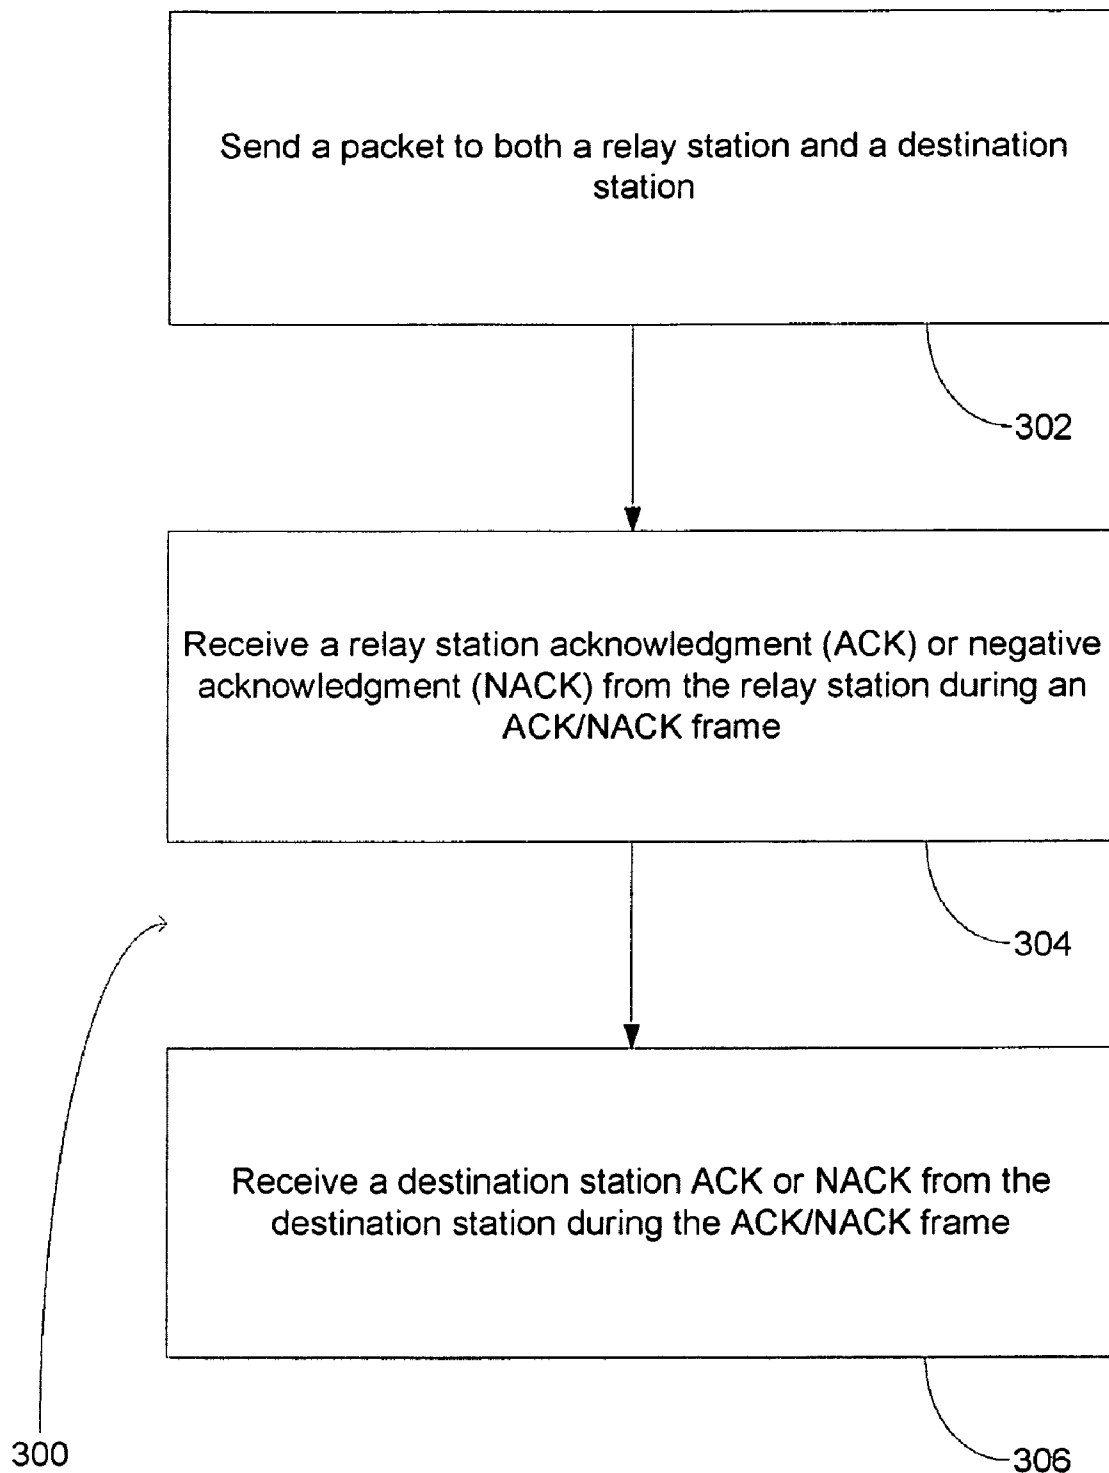 Send a packet to both a relay station and a destination
station
302
Receive a relay station acknowledgment (ACK) or negative
acknowledgment (NACK) from the relay station during an
ACK/NACK frame
304
Receive a destination station ACK or NACK from the
destination station during the ACK/NACK frame
300
306